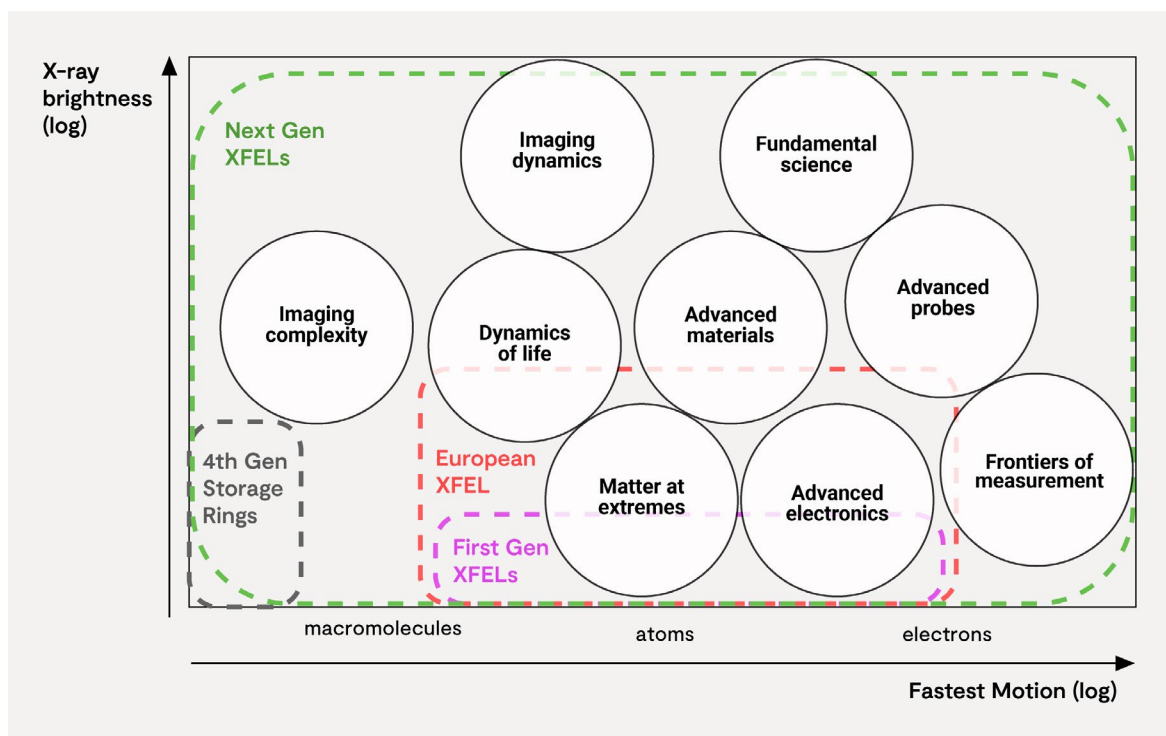 X-ray
brightness
(log)
Next Gen
XFELs
Imaging
dynamics
Fundamental
science
Imaging
complexity
Dynamics
of life
Advanced
materials
Advanced
probes
4th Gen
Storage
Rings
European
XFEL
First Gen
XFELs
Matter at
extremes
Advanced
electronics
Frontiers of
measurement
macromolecules
atoms
electrons
Fastest Motion (log)